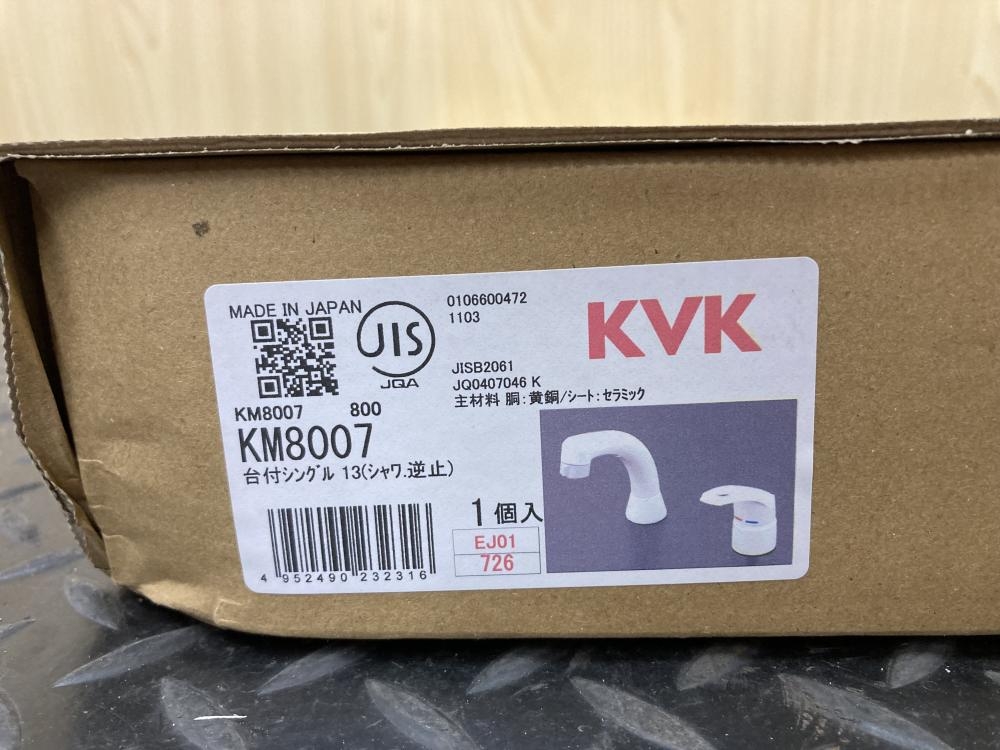 MADE IN JAPAN
JIS
JQA
0106600472
1103
KVK
JISB2061
JQ0407046 K
主材料 胴:黄銅/シート:セラミック
KM8007 800
KM8007
台付シングル 13(シャワ.逆止)
1個入
EJ01
726
4 952490 232316